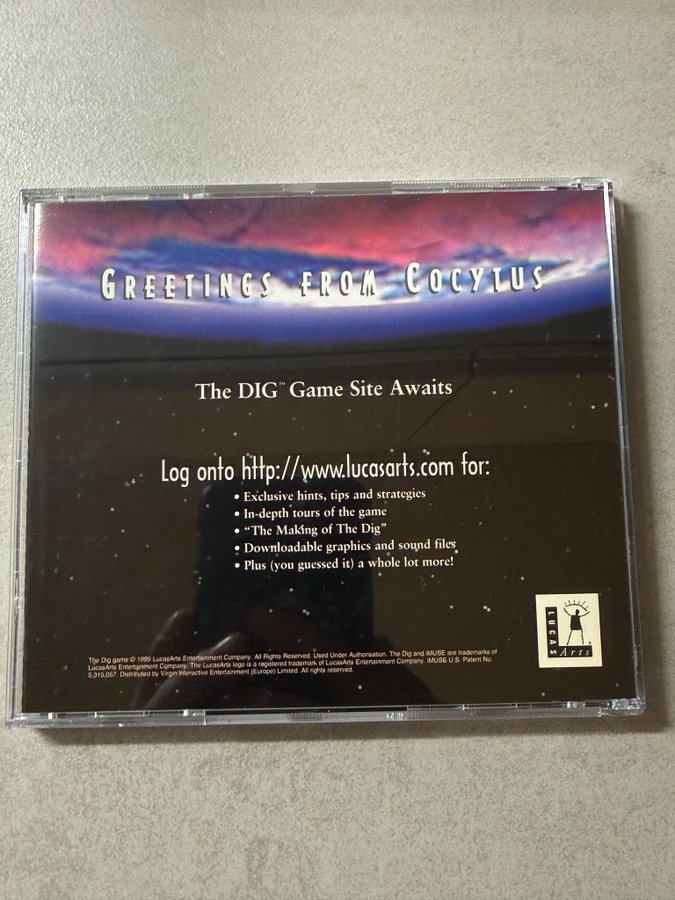 GREETINGS FROM COCYTUS
The DIG™ Game Site Awaits
Log onto http://www.lucasarts.com for:
• Exclusive hints, tips and strategies
• In-depth tours of the game
• “The Making of The Dig”
• Downloadable graphics and sound files
• Plus (you guessed it) a whole lot more!
LUCAS
Arts
The Dig game © 1995 LucasArts Entertainment Company. All Rights Reserved. Used Under Authorisation. The Dig and iMUSE are trademarks of
LucasArts Entertainment Company. The LucasArts logo is a registered trademark of LucasArts Entertainment Company. iMUSE U.S. Patent No.
5,315,057. Distributed by Virgin Interactive Entertainment (Europe) Limited. All rights reserved.